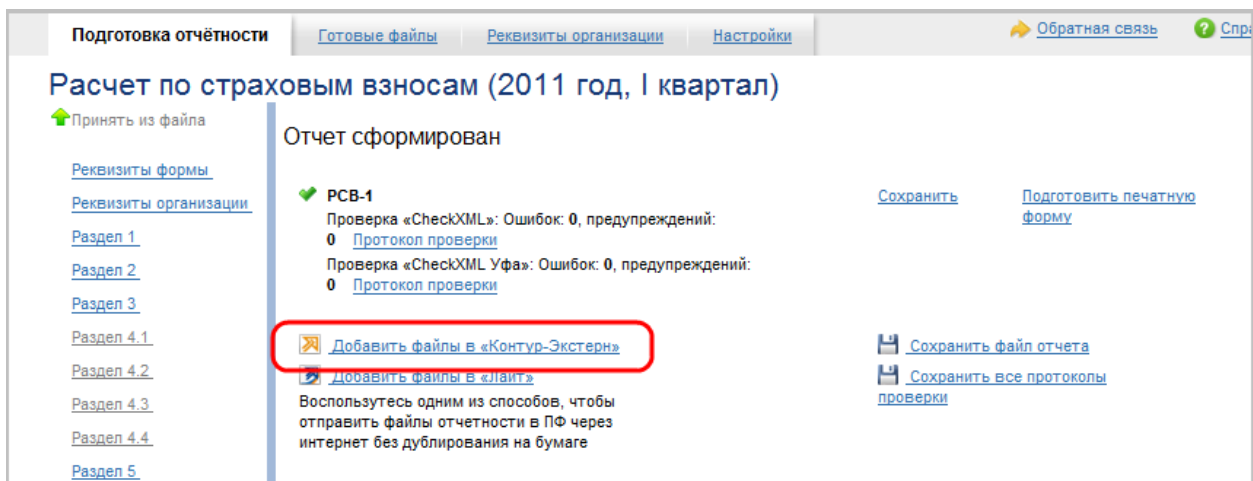 Подготовка отчётности Готовые файлы Реквизиты организации Настройки Обратная связь
Расчет по страховым взносам (2011 год, I квартал)
Принять из файла
Реквизиты формы
Реквизиты организации
Раздел 1
Раздел 2
Раздел 3
Раздел 4.1
Раздел 4.2
Раздел 4.3
Раздел 4.4
Раздел 5
Отчет сформирован
РСВ-1
Проверка «CheckXML»: Ошибок: 0, предупреждений:
0 Протокол проверки
Проверка «CheckXML Уфа»: Ошибок: 0, предупреждений:
0 Протокол проверки
Сохранить
Подготовить печатную
форму
Добавить файлы в «Контур-Экстерн»
Добавить файлы в «Лайт»
Воспользутесь одним из способов, чтобы
отправить файлы отчетности в ПФ через
интернет без дублирования на бумаге
Сохранить файл отчета
Сохранить все протоколы
проверки